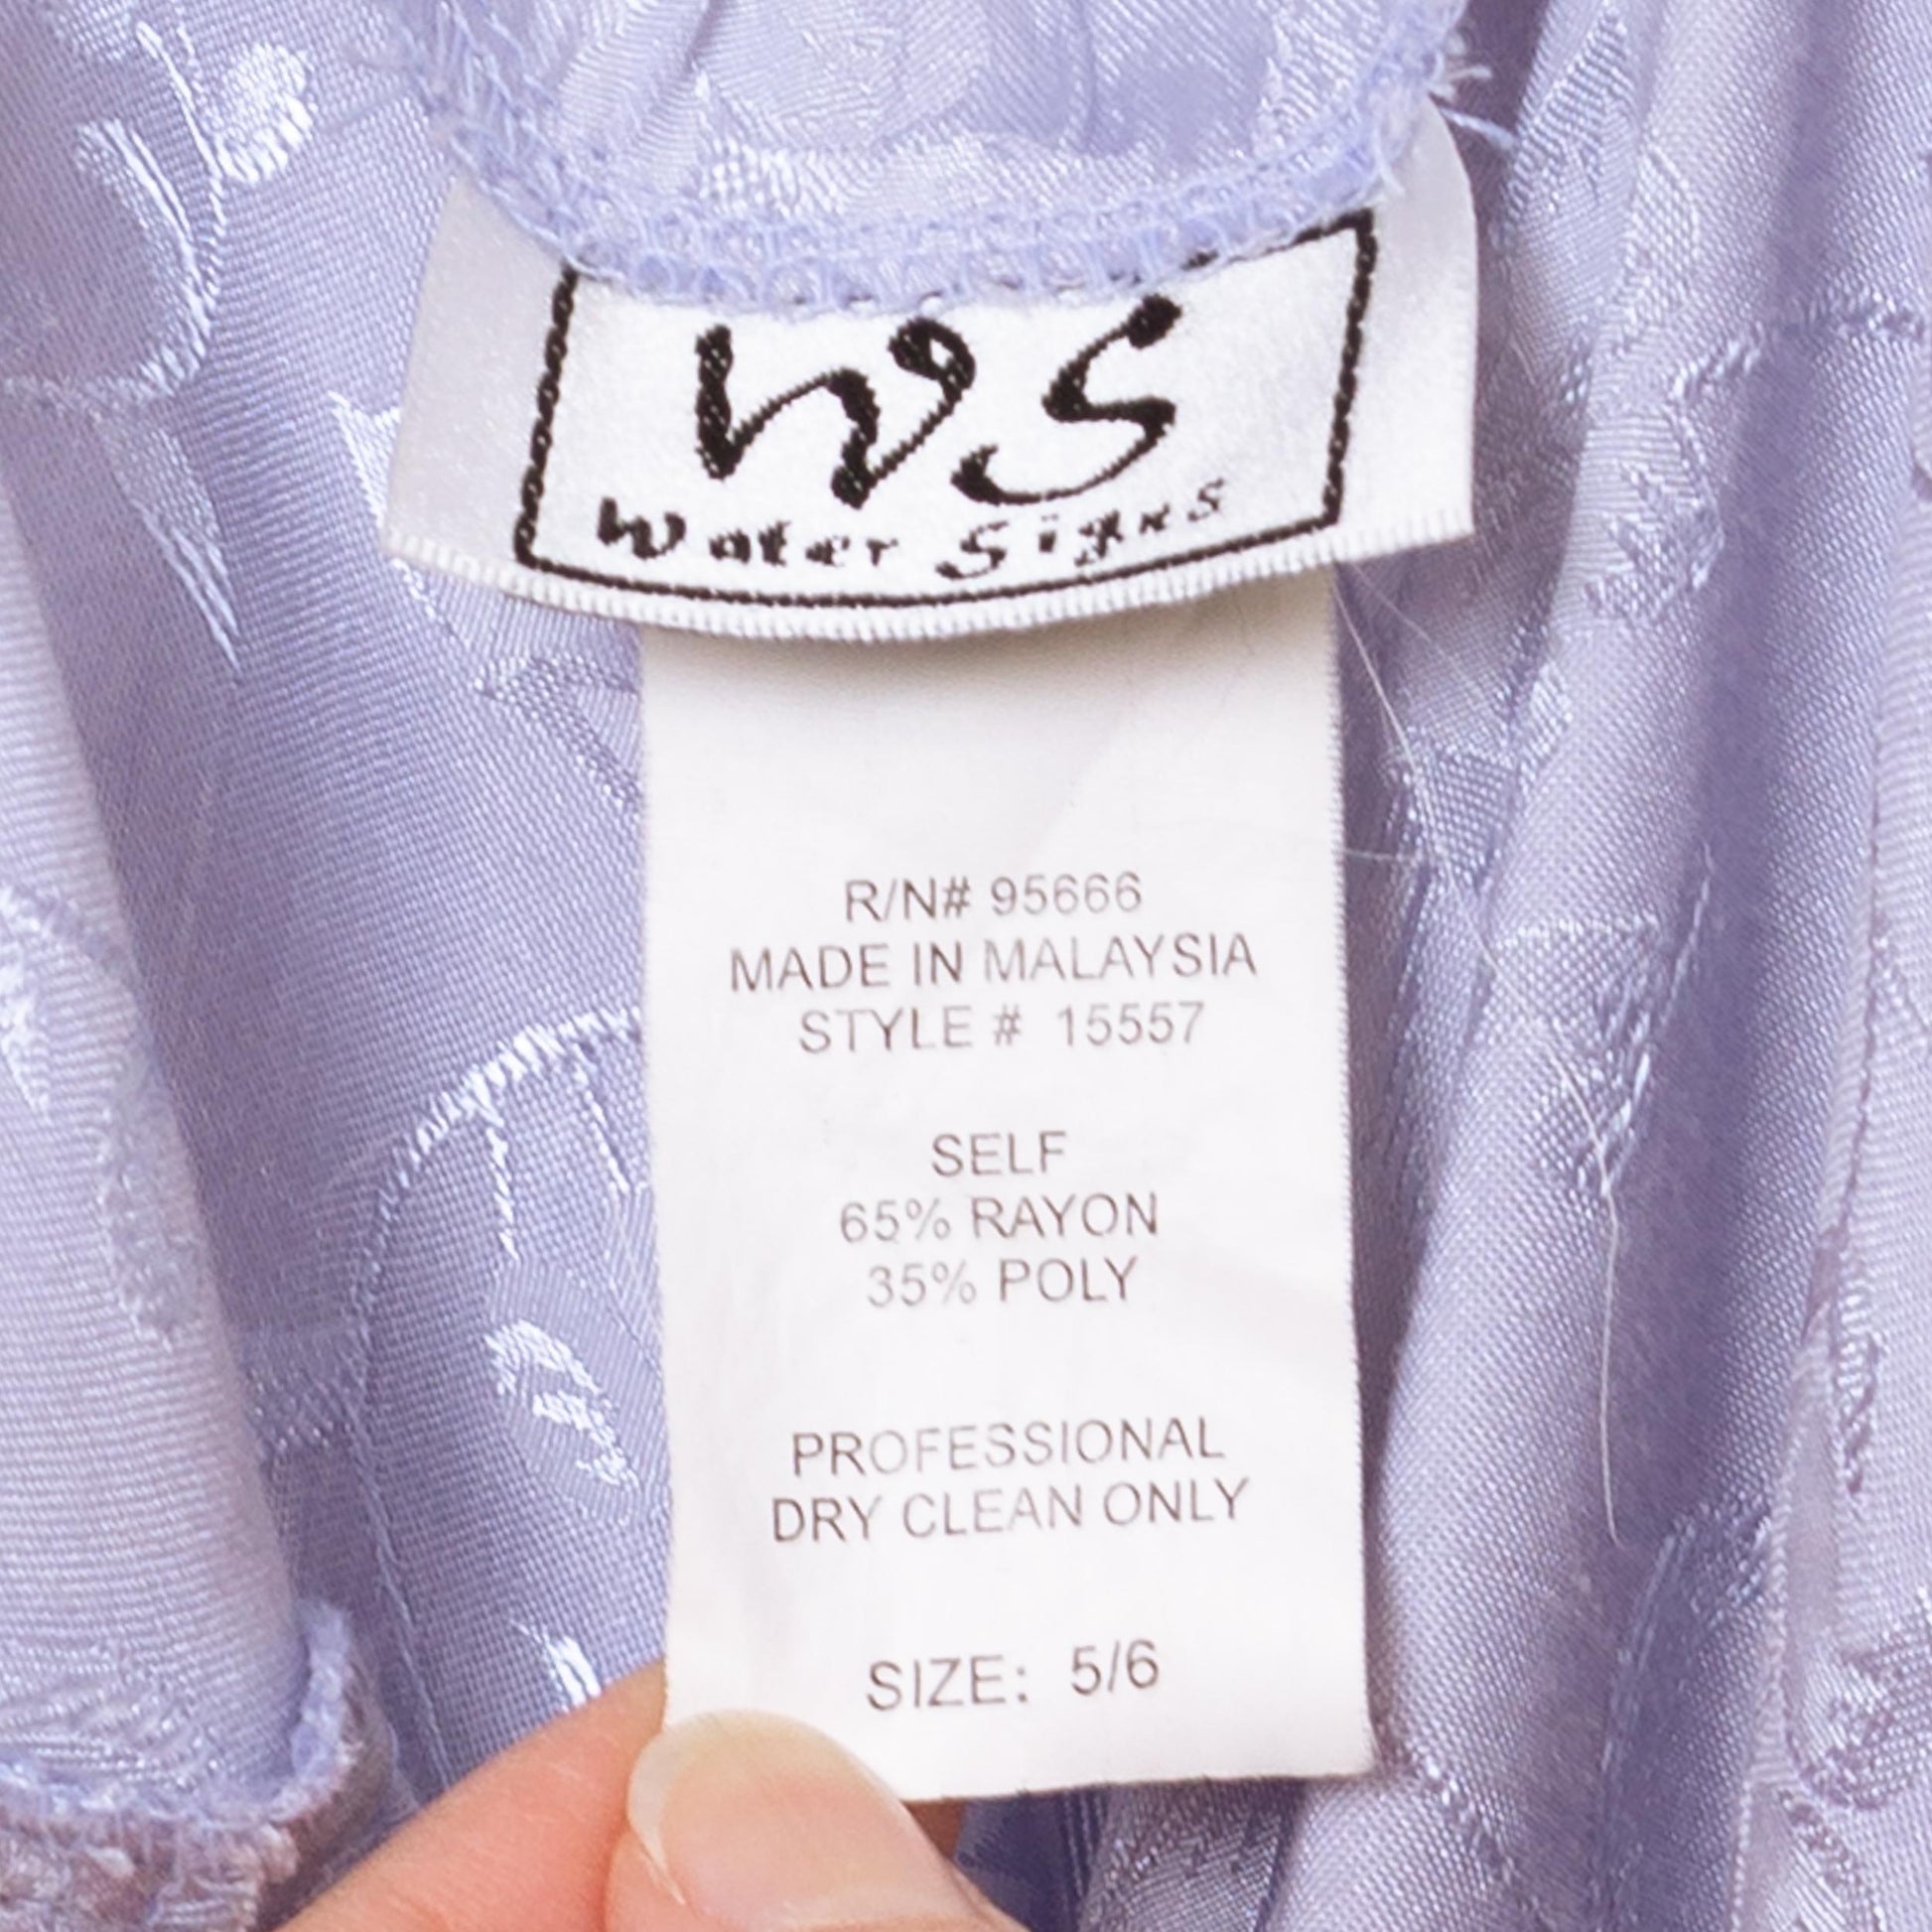 WS
Water Signs
R/N# 95666
MADE IN MALAYSIA
STYLE # 15557
SELF
65% RAYON
35% POLY
PROFESSIONAL
DRY CLEAN ONLY
SIZE: 5/6